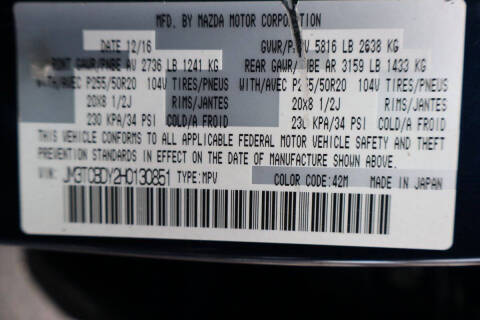 MFD. BY MAZDA MOTOR CORPORATION
DATE 12/16 GVWR/P.BV 5816 LB 2638 KG
FRONT GAWR/PNBE AV 2736 LB 1241 KG REAR GAWR/PNBE AR 3159 LB 1433 KG
WITH/AVEC P255/50R20 104V TIRES/PNEUS WITH/AVEC P255/50R20 104V TIRES/PNEUS
20X8 1/2J RIMS/JANTES 20X8 1/2J RIMS/JANTES
230 KPA/34 PSI COLD/A FROID 230 KPA/34 PSI COLD/A FROID
THIS VEHICLE CONFORMS TO ALL APPLICABLE FEDERAL MOTOR VEHICLE SAFETY AND THEFT
PREVENTION STANDARDS IN EFFECT ON THE DATE OF MANUFACTURE SHOWN ABOVE.
VIN: JM3TCBDY2H0130851 TYPE:MPV COLOR CODE:42M MADE IN JAPAN